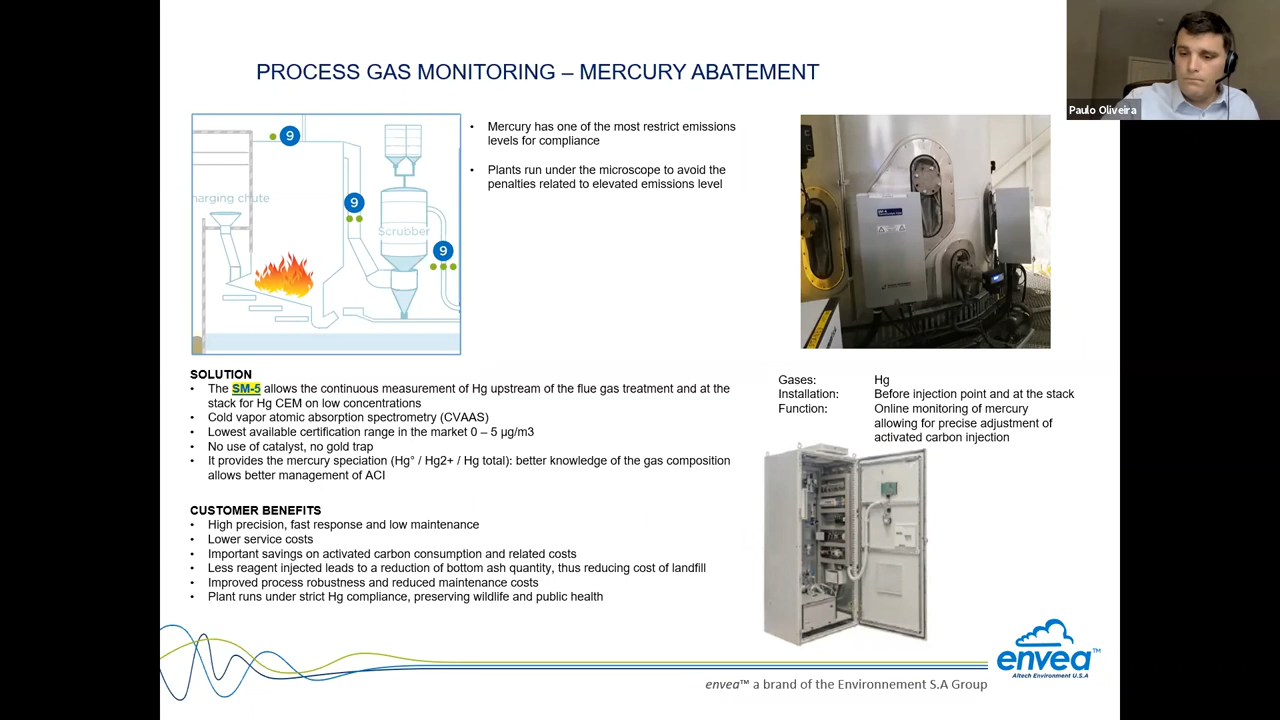 PROCESS GAS MONITORING – MERCURY ABATEMENT
Paulo Oliveira
9
9
9
harging chute
Scrubber
• Mercury has one of the most restrict emissions
levels for compliance
• Plants run under the microscope to avoid the
penalties related to elevated emissions level
SOLUTION
• The SM-5 allows the continuous measurement of Hg upstream of the flue gas treatment and at the
stack for Hg CEM on low concentrations
• Cold vapor atomic absorption spectrometry (CVAAS)
• Lowest available certification range in the market 0 – 5 µg/m3
• No use of catalyst, no gold trap
• It provides the mercury speciation (Hg° / Hg2+ / Hg total): better knowledge of the gas composition
allows better management of ACI
CUSTOMER BENEFITS
• High precision, fast response and low maintenance
• Lower service costs
• Important savings on activated carbon consumption and related costs
• Less reagent injected leads to a reduction of bottom ash quantity, thus reducing cost of landfill
• Improved process robustness and reduced maintenance costs
• Plant runs under strict Hg compliance, preserving wildlife and public health
Gases: Hg
Installation: Before injection point and at the stack
Function: Online monitoring of mercury
allowing for precise adjustment of
activated carbon injection
envea™
Altech Environment U.S.A
envea™ a brand of the Environnement S.A Group